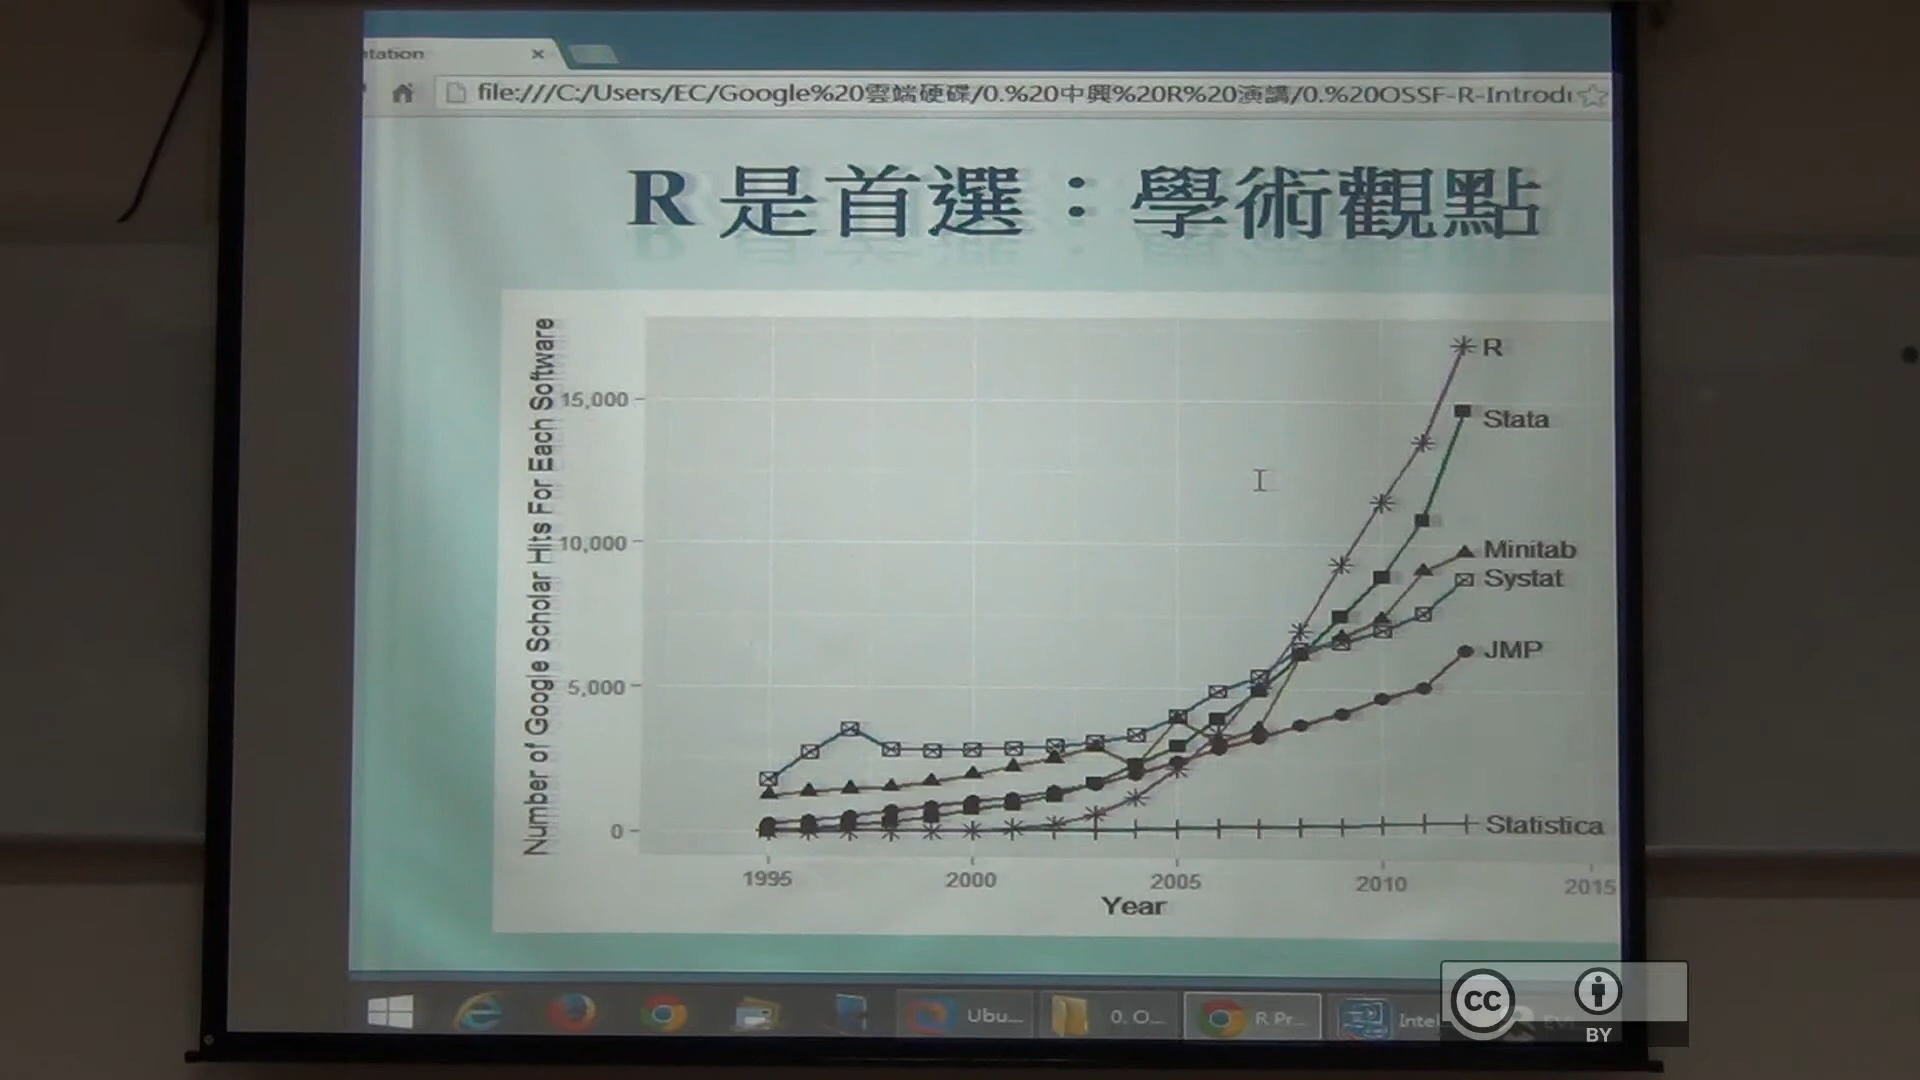 ntation
file:///C:/Users/EC/Google%20雲端硬碟/0.%20中興%20R%20演講/0.%20OSSF-R-Introdu
R 是首選：學術觀點
Number of Google Scholar Hits For Each Software
15,000
10,000
5,000
0
R
Stata
Minitab
Systat
JMP
Statistica
1995 2000 2005 2010 2015
Year
Ubu...
0. O...
R Pr...
Intel
cc
BY